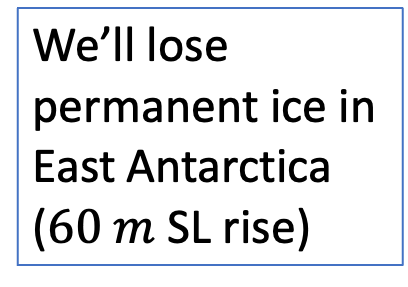 We’ll lose
permanent ice in
East Antarctica
(60 m SL rise)